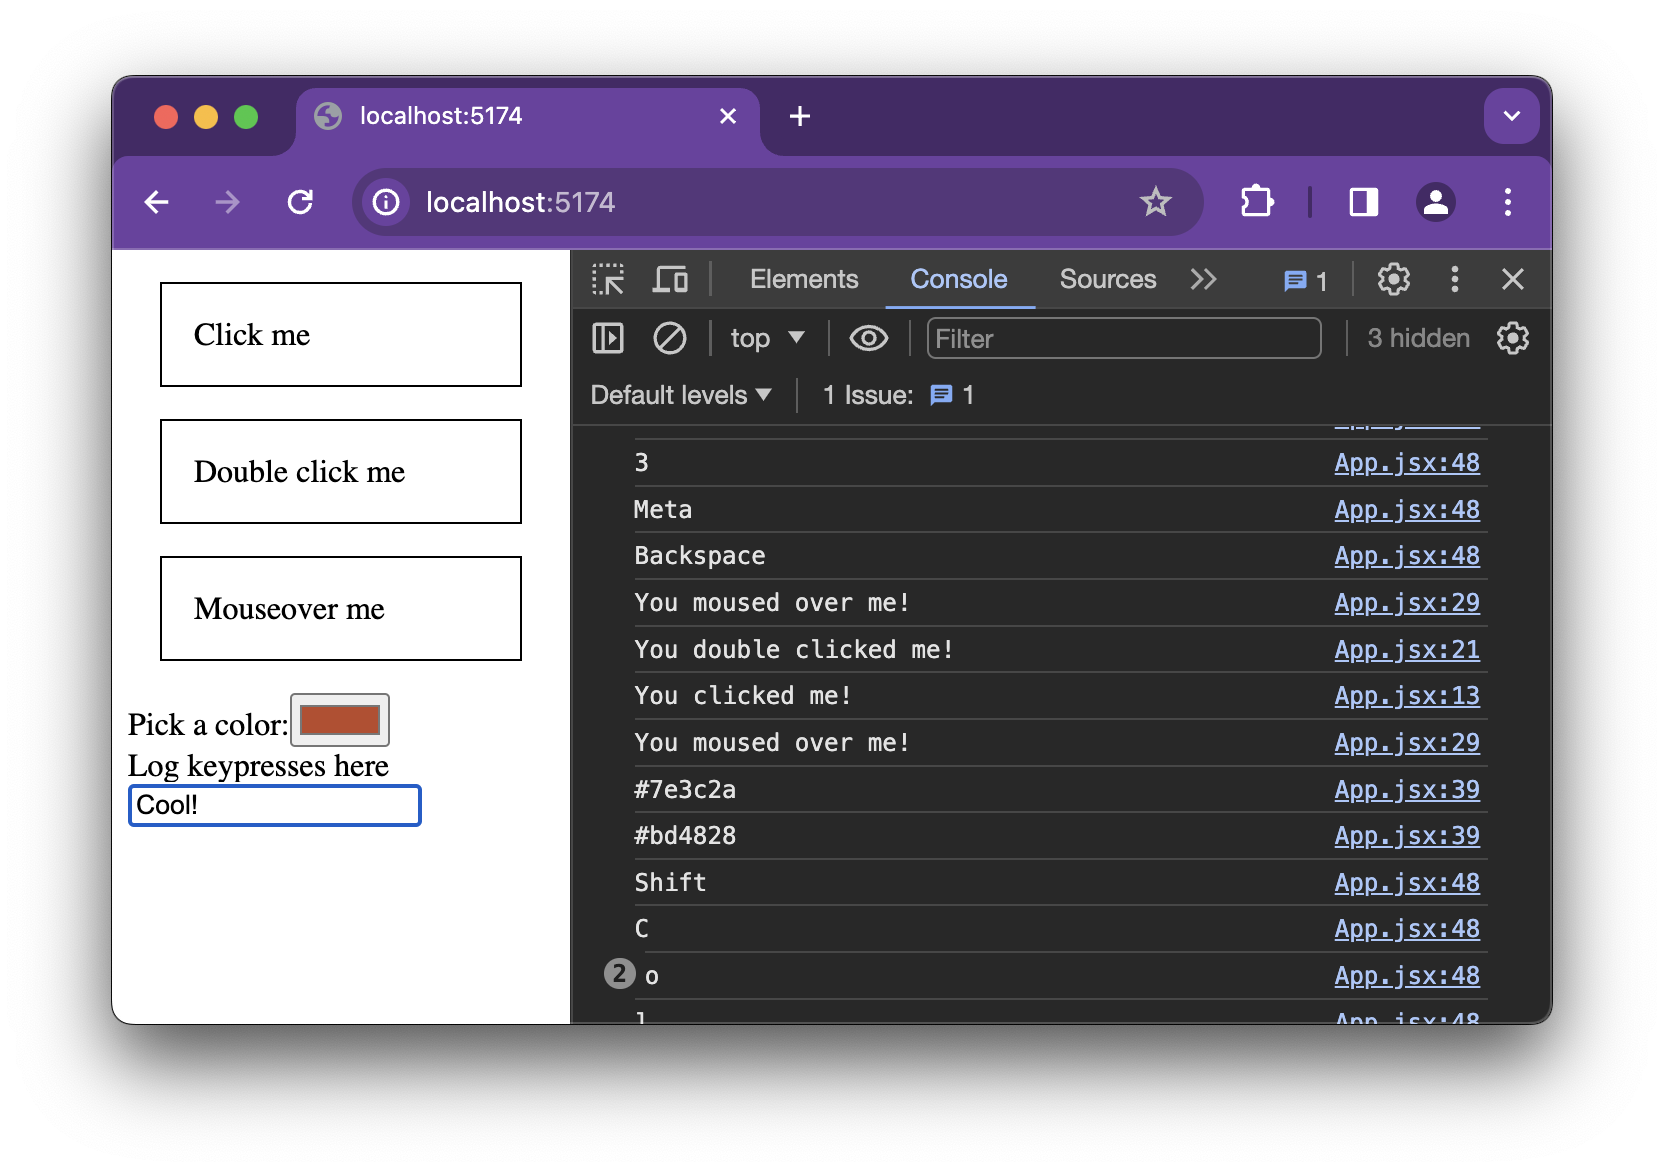 localhost:5174
localhost:5174
Click me
Double click me
Mouseover me
Pick a color:
Log keypresses here
Cool!
Elements Console Sources 1
top Filter 3 hidden
Default levels 1 Issue: 1
3 App.jsx:48
Meta App.jsx:48
Backspace App.jsx:48
You moused over me! App.jsx:29
You double clicked me! App.jsx:21
You clicked me! App.jsx:13
You moused over me! App.jsx:29
#7e3c2a App.jsx:39
#bd4828 App.jsx:39
Shift App.jsx:48
C App.jsx:48
2 o App.jsx:48
l App.jsx:48